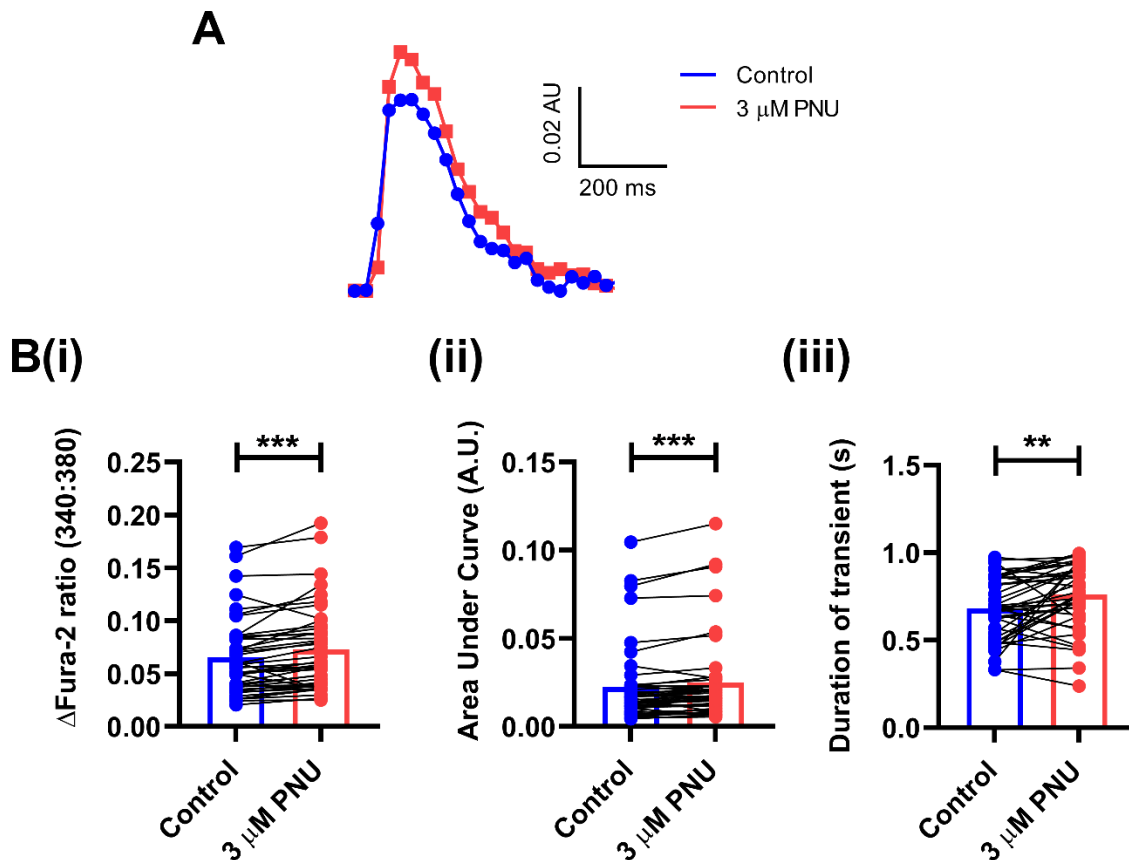 A
Control
3 μM PNU
0.02 AU
200 ms
B(i)
(ii)
(iii)
ΔFura-2 ratio (340:380)
0.25
0.20
0.15
0.10
0.05
0.00
***
Control
3 μM PNU
Area Under Curve (A.U.)
0.15
0.10
0.05
0.00
***
Control
3 μM PNU
Duration of transient (s)
1.5
1.0
0.5
0.0
**
Control
3 μM PNU